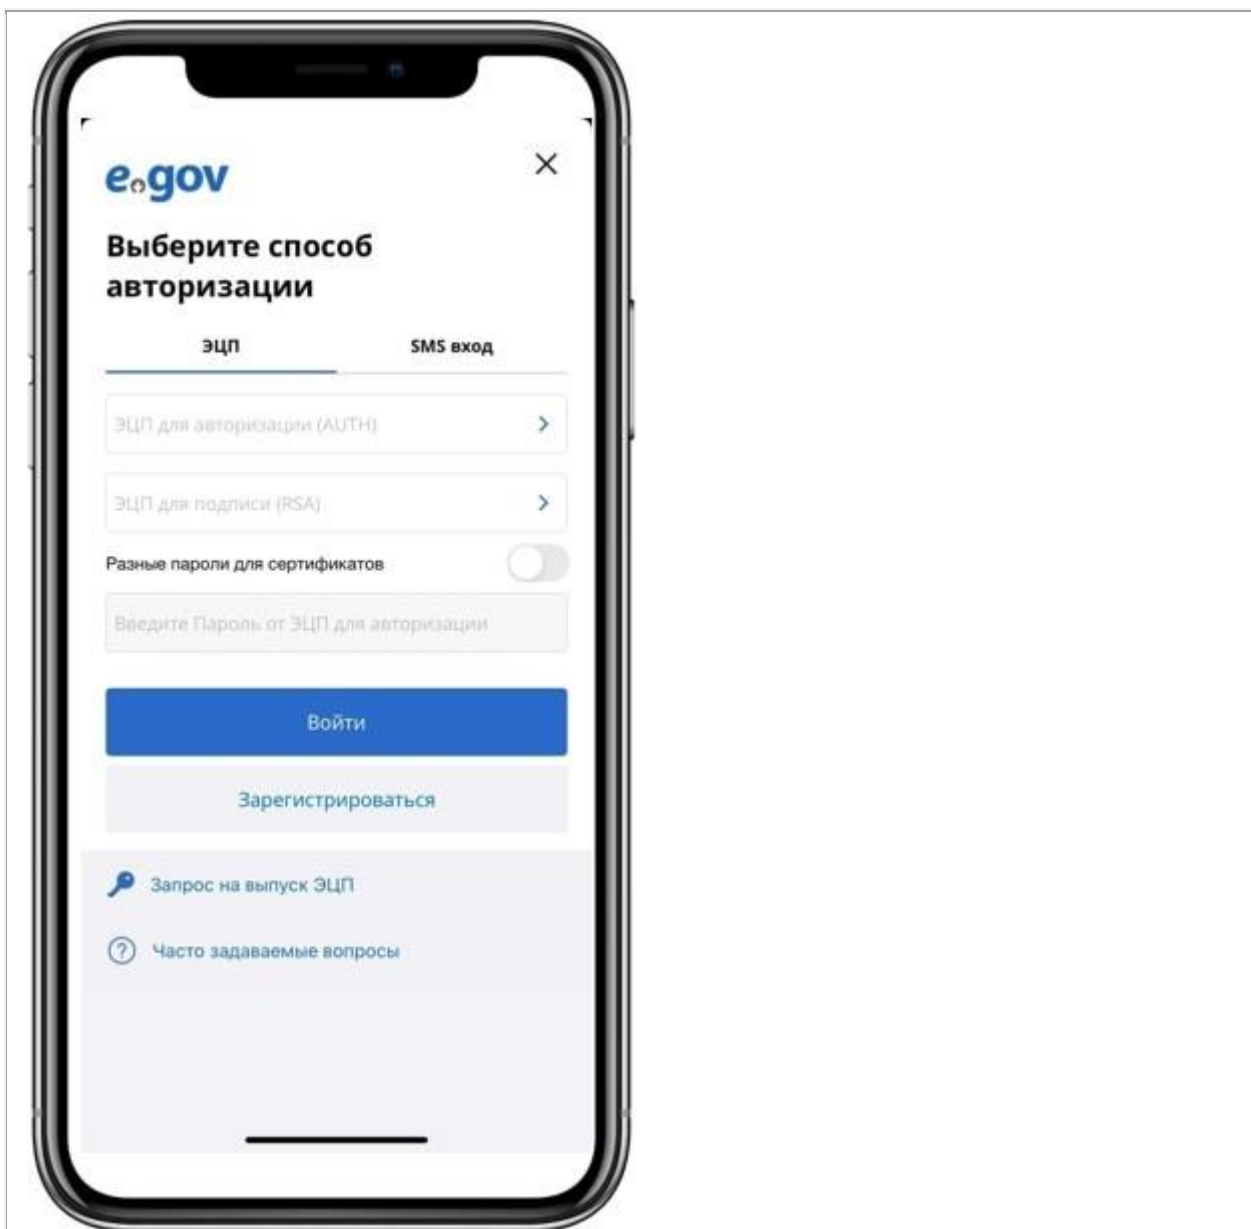 e.gov
Выберите способ
авторизации
ЭЦП SMS вход
ЭЦП для авторизации (AUTH)
ЭЦП для подписи (RSA)
Разные пароли для сертификатов
Введите Пароль от ЭЦП для авторизации
Войти
Зарегистрироваться
Запрос на выпуск ЭЦП
Часто задаваемые вопросы